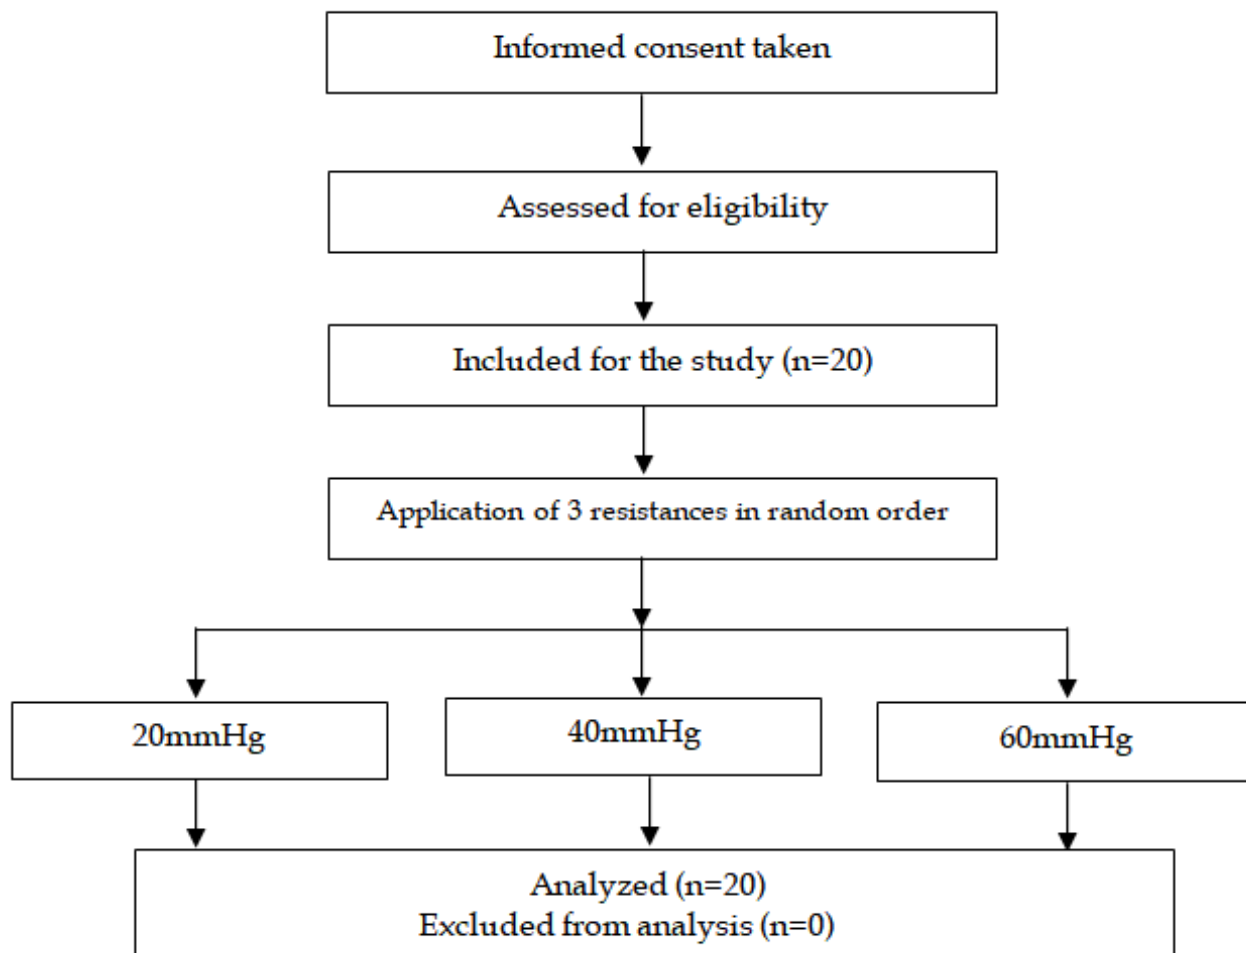 Informed consent taken
Assessed for eligibility
Included for the study (n=20)
Application of 3 resistances in random order
20mmHg
40mmHg
60mmHg
Analyzed (n=20)
Excluded from analysis (n=0)